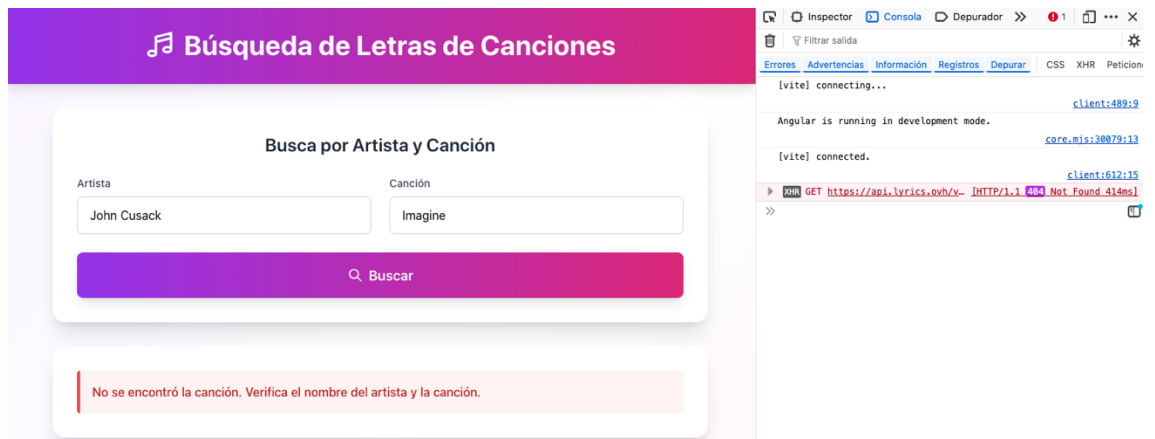 Búsqueda de Letras de Canciones
Busca por Artista y Canción
Artista
Canción
John Cusack
Imagine
Buscar
No se encontró la canción. Verifica el nombre del artista y la canción.
Inspector Consola Depurador 1
Filtrar salida
Errores Advertencias Información Registros Depurar CSS XHR Peticion
[vite] connecting...
client:489:9
Angular is running in development mode.
core.mjs:30079:13
[vite] connected.
client:612:15
XHR GET https://api.lyrics.ovh/v… [HTTP/1.1 404 Not Found 414ms]